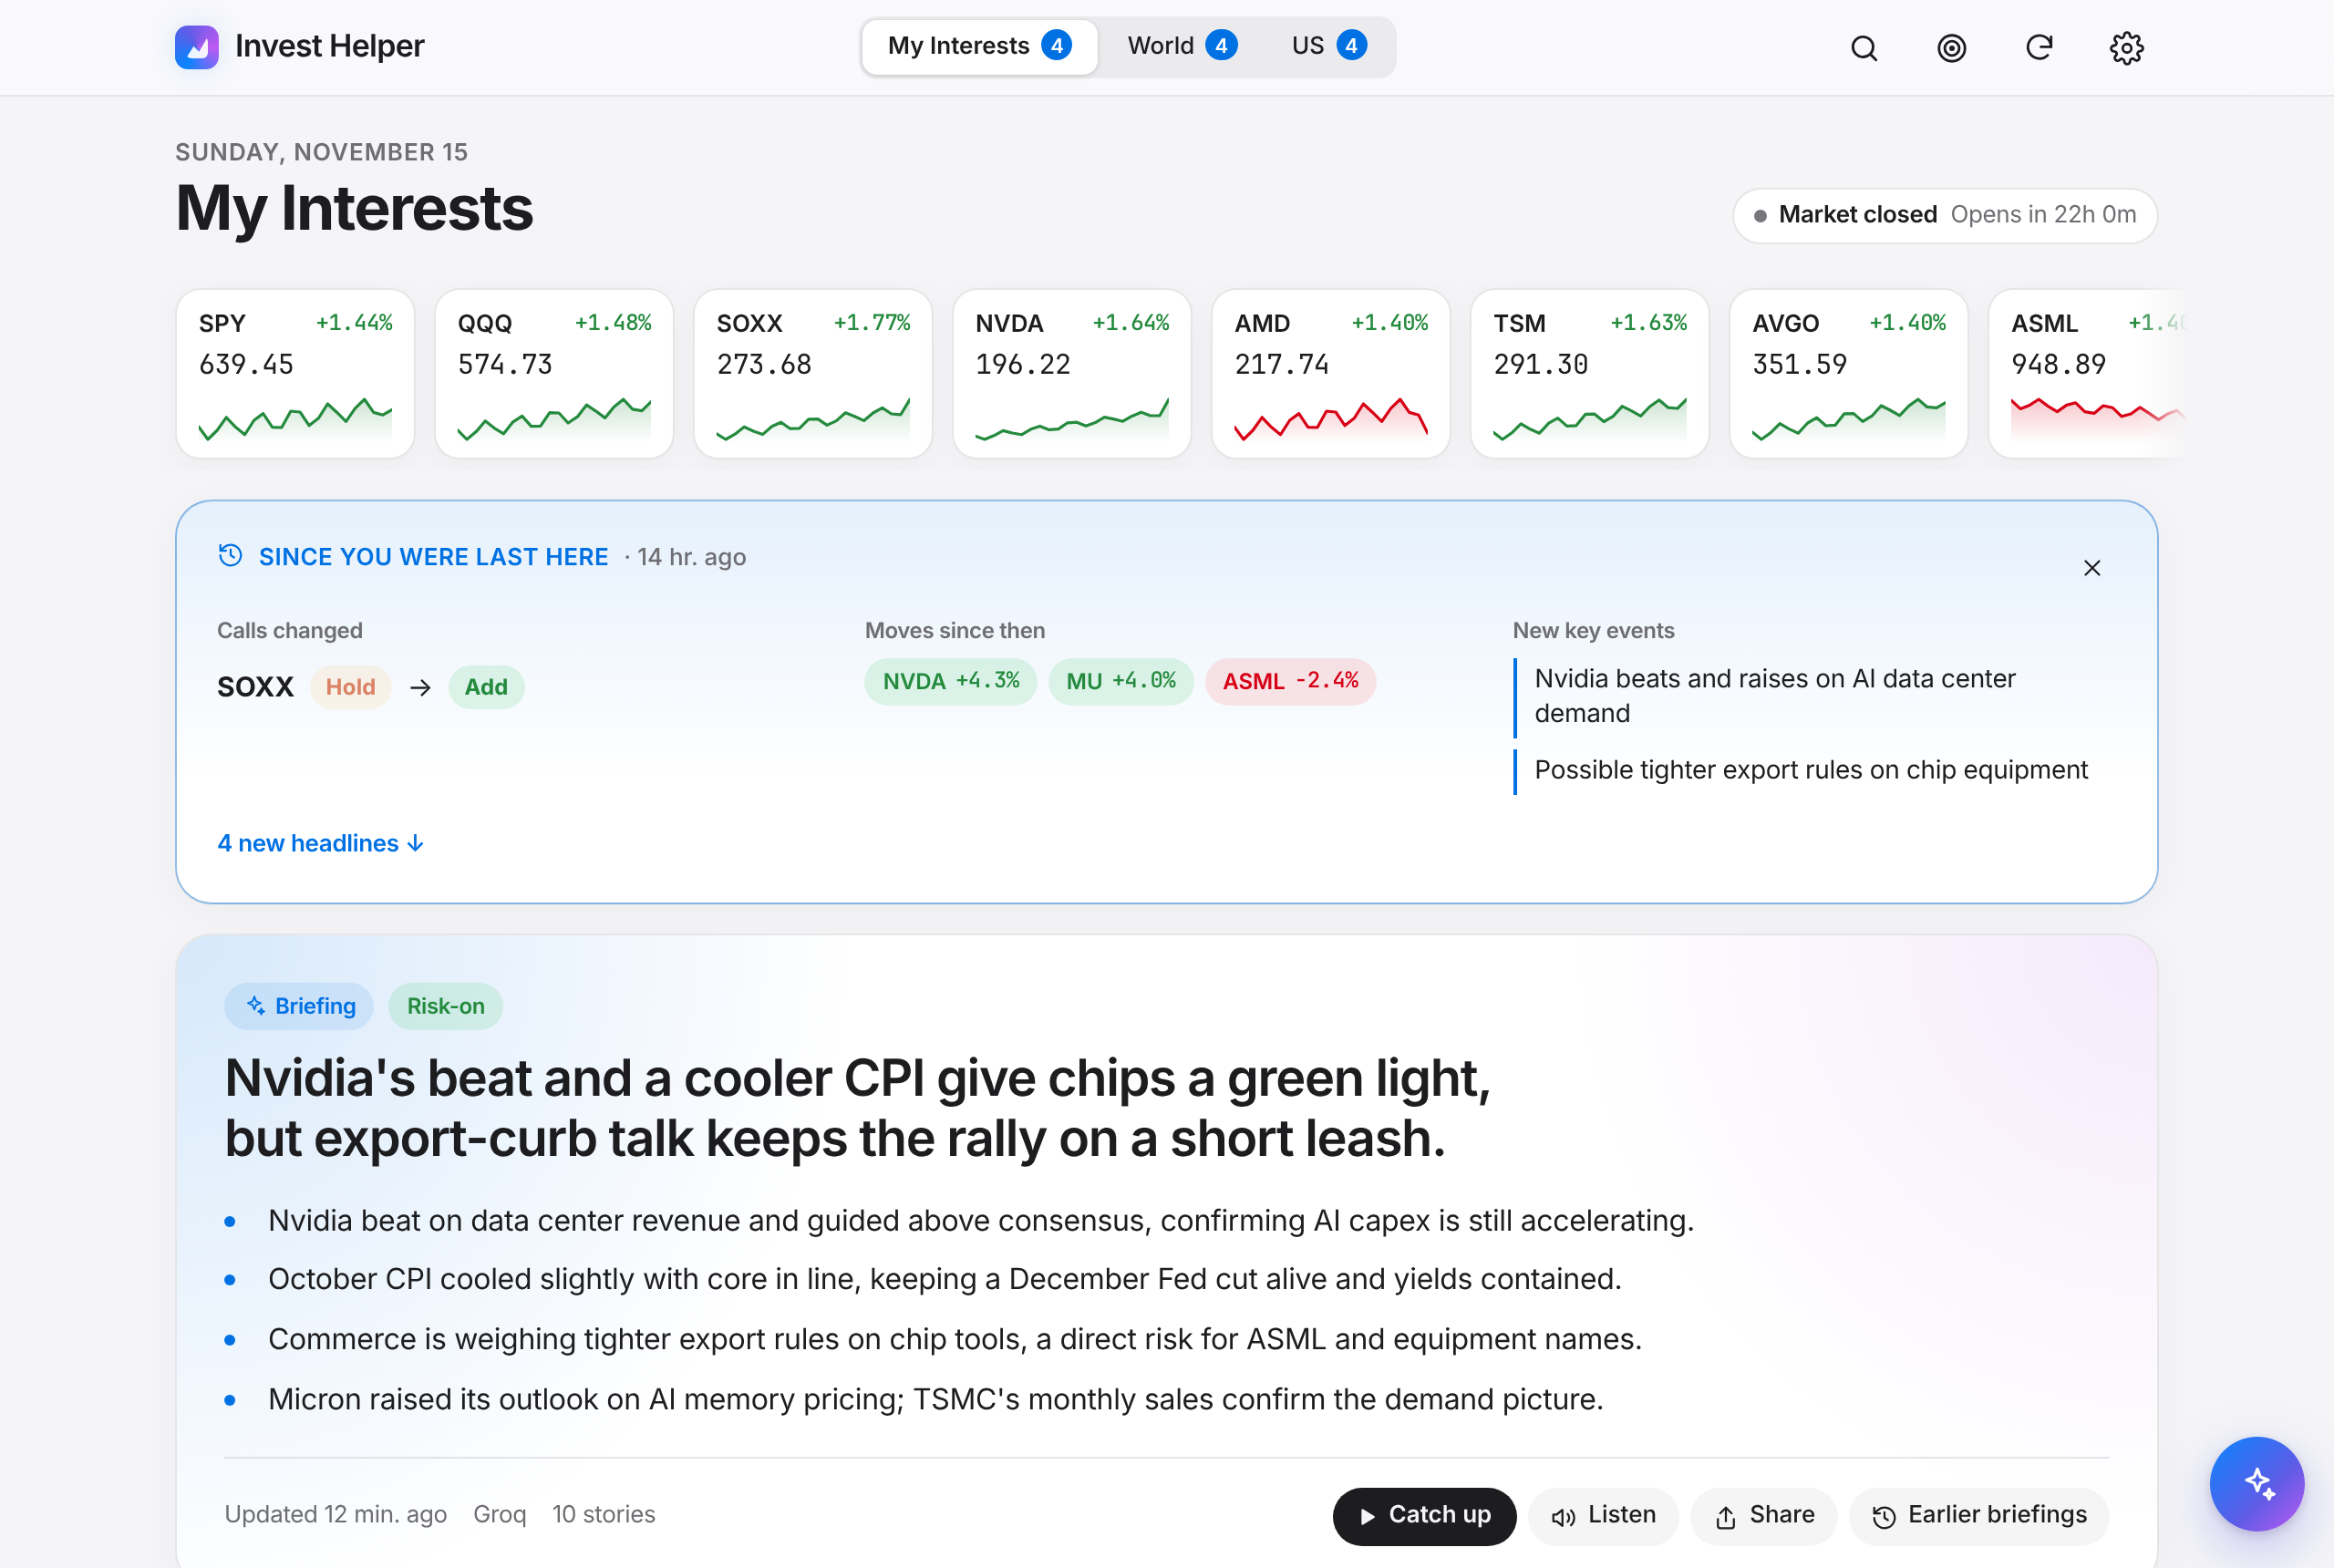 Invest Helper
My Interests 4 World 4 US 4
SUNDAY, NOVEMBER 15
My Interests
Market closed Opens in 22h 0m
SPY +1.44%
639.45
QQQ +1.48%
574.73
SOXX +1.77%
273.68
NVDA +1.64%
196.22
AMD +1.40%
217.74
TSM +1.63%
291.30
AVGO +1.40%
351.59
ASML +1.40
948.89
SINCE YOU WERE LAST HERE · 14 hr. ago
Calls changed
SOXX Hold → Add
Moves since then
NVDA +4.3% MU +4.0% ASML -2.4%
New key events
Nvidia beats and raises on AI data center
demand
Possible tighter export rules on chip equipment
4 new headlines ↓
Briefing Risk-on
Nvidia's beat and a cooler CPI give chips a green light,
but export-curb talk keeps the rally on a short leash.
Nvidia beat on data center revenue and guided above consensus, confirming AI capex is still accelerating.
October CPI cooled slightly with core in line, keeping a December Fed cut alive and yields contained.
Commerce is weighing tighter export rules on chip tools, a direct risk for ASML and equipment names.
Micron raised its outlook on AI memory pricing; TSMC's monthly sales confirm the demand picture.
Updated 12 min. ago Groq 10 stories
Catch up Listen Share Earlier briefings